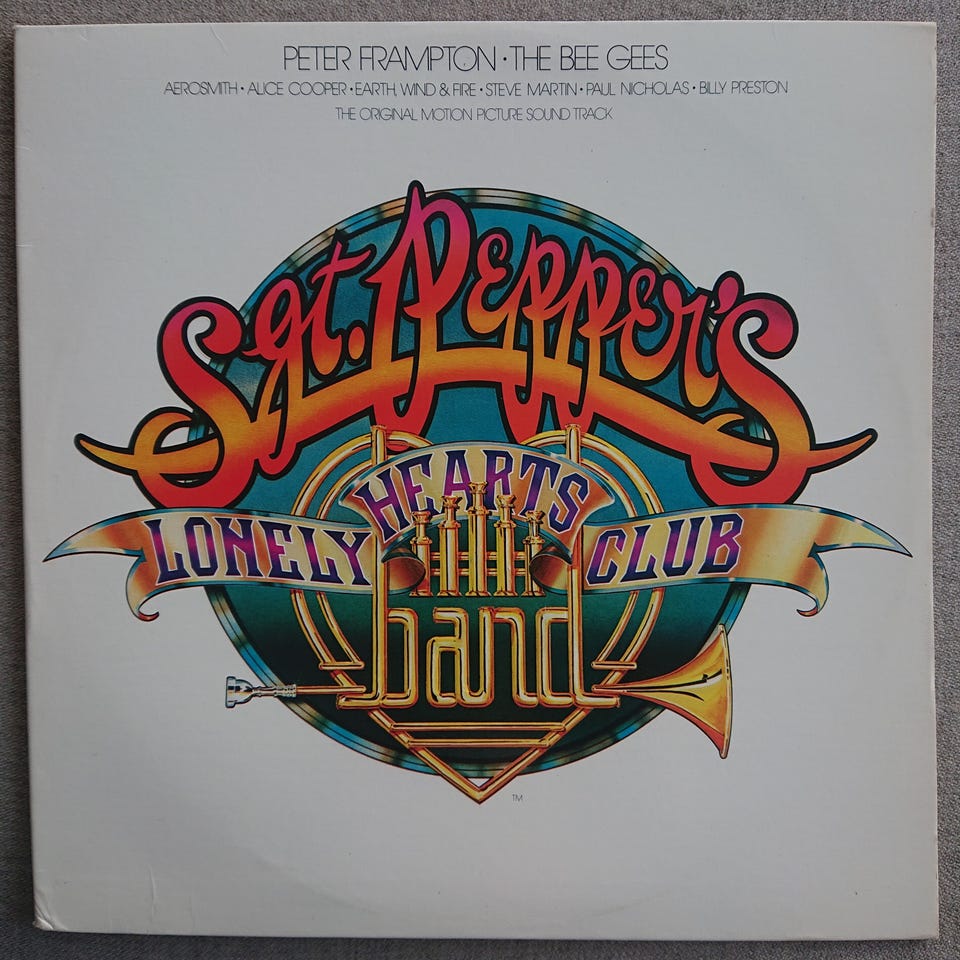 PETER FRAMPTON • THE BEE GEES
AEROSMITH • ALICE COOPER • EARTH, WIND & FIRE • STEVE MARTIN • PAUL NICHOLAS • BILLY PRESTON
THE ORIGINAL MOTION PICTURE SOUND TRACK
Sgt. Pepper's
LONELY HEARTS CLUB
band
TM